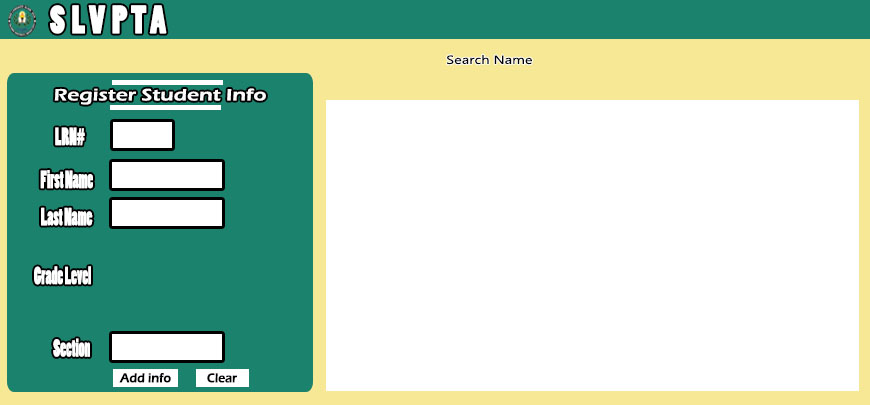 SLVPTA
Search Name
Register Student Info
LRN#
First Name
Last Name
Grade Level
Section
Add info
Clear